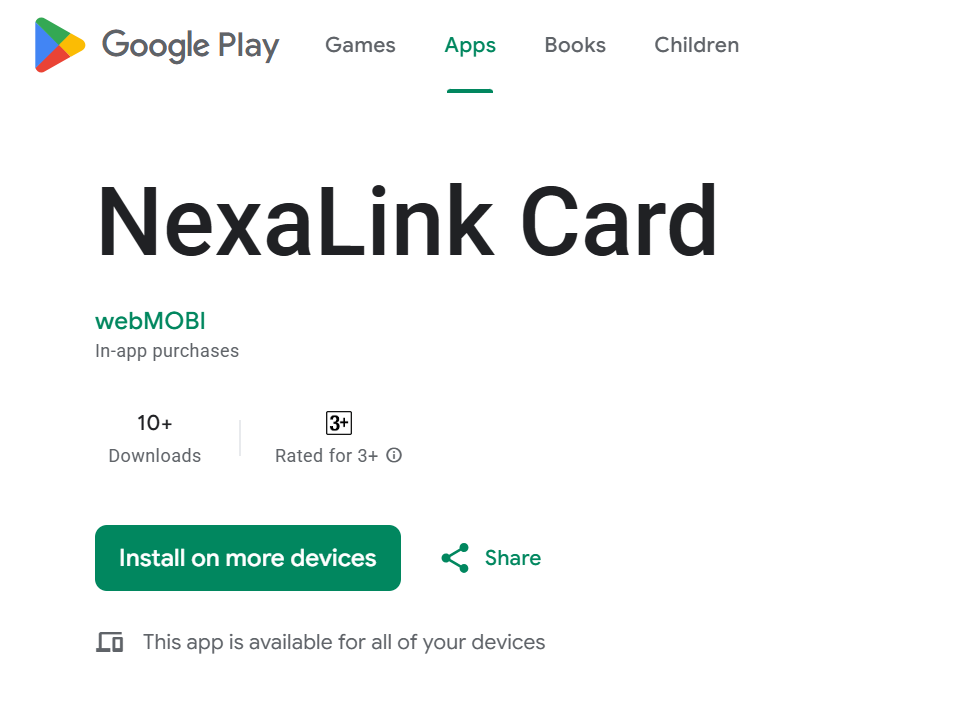 Google Play Games Apps Books Children
NexaLink Card
webMOBI
In-app purchases
10+ 3+
Downloads Rated for 3+
Install on more devices Share
This app is available for all of your devices